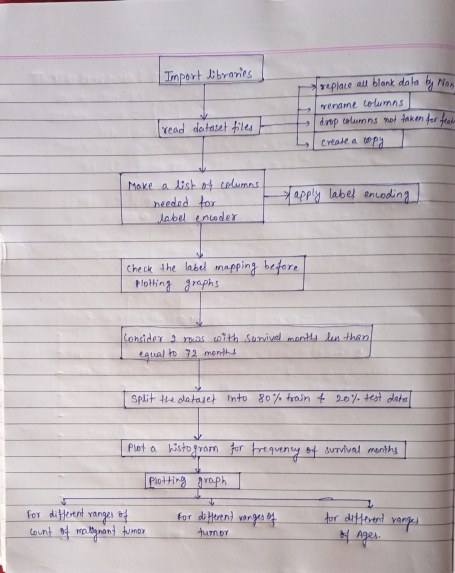 Import libraries
replace all blank data by Nan
rename columns
read dataset files
drop columns not taken for feat
create a copy
Make a list of columns
needed for
label encoder
apply label encoding
Check the label mapping before
Plotting graphs
Consider 2 rows with survival months less than
equal to 72 months
Split the dataset into 80% train & 20% test data
Plot a histogram for frequency of survival months
Plotting graph
For different ranges of
count of malignant tumor
For different ranges of
tumor
for different ranges
of Ages.